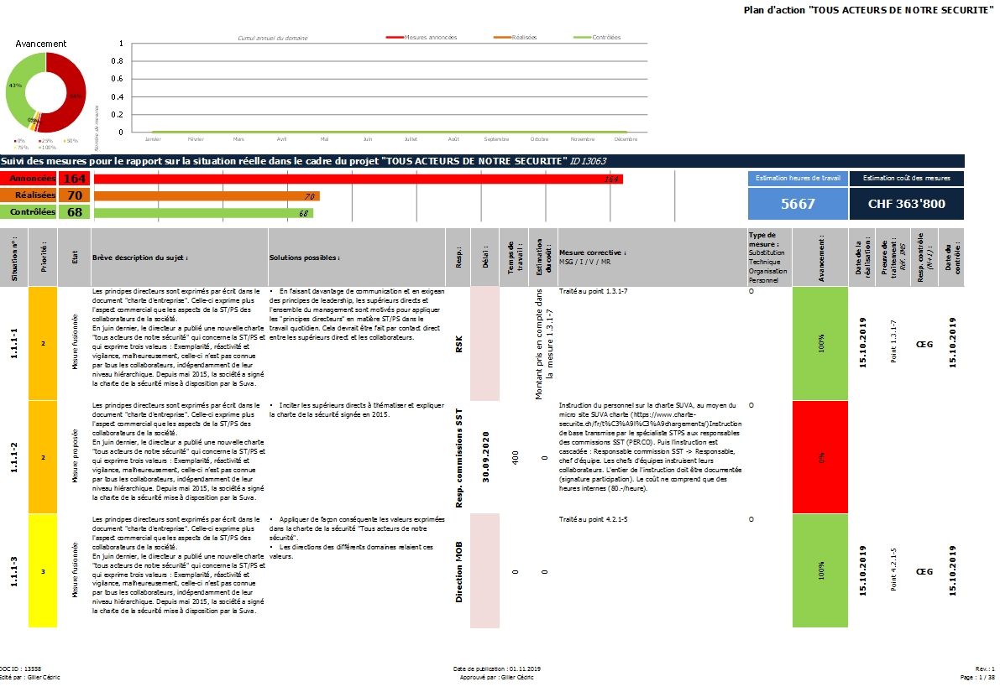 Plan d'action "TOUS ACTEURS DE NOTRE SECURITE"
Avancement
43%
54%
0%
25%
50%
75%
100%
Cumul annuel du domaine
Mesures annoncées
Réalisées
Contrôlées
Nombre de mesures
1
0.8
0.6
0.4
0.2
0
Janvier
Février
Mars
Avril
Mai
Juin
Juillet
Août
Septembre
Octobre
Novembre
Décembre
Suivi des mesures pour le rapport sur la situation réelle dans le cadre du projet "TOUS ACTEURS DE NOTRE SECURITE" ID 13063
Annoncées 164
164
Réalisées 70
70
Contrôlées 68
68
Estimation heures de travail
5667
Estimation coût des mesures
CHF 363'800
Situation n° :
Priorité :
Etat
Brève description du sujet :
Solutions possibles :
Resp.:
Délai :
Temps de
travail :
Estimation
du coût :
Mesure corrective :
MSG / I / V / MR
Type de
mesure :
Substitution
Technique
Organisation
Personnel
Avancement :
Date de la
réalisation :
Preuve de
traitement :
Réf. IMS
Resp. contrôle
(N+1) :
Date du
contrôle :
1.1.1-1
2
Mesure fusionnée
Les principes directeurs sont exprimés par écrit dans le
document "charte d'entreprise". Celle-ci exprime plus
l'aspect commercial que les aspects de la ST/PS des
collaborateurs de la société.
En juin dernier, le directeur a publié une nouvelle charte
"tous acteurs de notre sécurité" qui concerne la ST/PS et
qui exprime trois valeurs : Exemplarité, réactivité et
vigilance, malheureusement, celle-ci n'est pas connue
par tous les collaborateurs, indépendamment de leur
niveau hiérarchique. Depuis mai 2015, la société a signé
la charte de la sécurité mise à disposition par la Suva.
• En faisant davantage de communication et en exigean
des principes de leadership, les supérieurs directs et
l'ensemble du management sont motivés pour appliquer
les "principes directeurs" en matière ST/PS dans le
travail quotidien. Cela devrait être fait par contact direct
entre les supérieurs direct et les collaborateurs.
RSK
Montant pris en compte dans
la mesure 1.3.1-7
Traité au point 1.3.1-7
O
100%
15.10.2019
Point 1.3.1-7
CEG
15.10.2019
1.1.1-2
2
Mesure proposée
Les principes directeurs sont exprimés par écrit dans le
document "charte d'entreprise". Celle-ci exprime plus
l'aspect commercial que les aspects de la ST/PS des
collaborateurs de la société.
En juin dernier, le directeur a publié une nouvelle charte
"tous acteurs de notre sécurité" qui concerne la ST/PS et
qui exprime trois valeurs : Exemplarité, réactivité et
vigilance, malheureusement, celle-ci n'est pas connue
par tous les collaborateurs, indépendamment de leur
niveau hiérarchique. Depuis mai 2015, la société a signé
la charte de la sécurité mise à disposition par la Suva.
• Inciter les supérieurs directs à thématiser et expliquer
la charte de la sécurité signée en 2015.
Resp. commissions SST
30.09.2020
400
0
Instruction du personnel sur la charte SUVA, au moyen du
micro site SUVA charte (https://www.charte-
securite.ch/fr/t%C3%A9l%C3%A9chargements/)Instruction
de base transmise par le spécialiste STPS aux responsables
des commissions SST (PERCO). Puis l'instruction est
cascadée : Responsable commission SST -> Responsable,
chef d'équipe. Les chefs d'équipes instruisent leurs
collaborateurs. L'entier de l'instruction doit être documentée
(signature participation). Le coût ne comprend que des
heures internes (80.-/heure).
O
0%
1.1.1-3
3
Mesure fusionnée
Les principes directeurs sont exprimés par écrit dans le
document "charte d'entreprise". Celle-ci exprime plus
l'aspect commercial que les aspects de la ST/PS des
collaborateurs de la société.
En juin dernier, le directeur a publié une nouvelle charte
"tous acteurs de notre sécurité" qui concerne la ST/PS et
qui exprime trois valeurs : Exemplarité, réactivité et
vigilance, malheureusement, celle-ci n'est pas connue
par tous les collaborateurs, indépendamment de leur
niveau hiérarchique. Depuis mai 2015, la société a signé
la charte de la sécurité mise à disposition par la Suva.
• Appliquer de façon conséquente les valeurs exprimées
dans la charte de la sécurité "Tous acteurs de notre
sécurité".
• Les directions des différents domaines relaient ces
valeurs.
Direction MOB
0
0
Traité au point 4.2.1-5
O
100%
15.10.2019
Point 4.2.1-5
CEG
15.10.2019
DOC ID : 13558
Edité par : Gilier Cédric
Date de publication : 01.11.2019
Approuvé par : Gilier Cédric
Rev.: 1
Page : 1 / 38